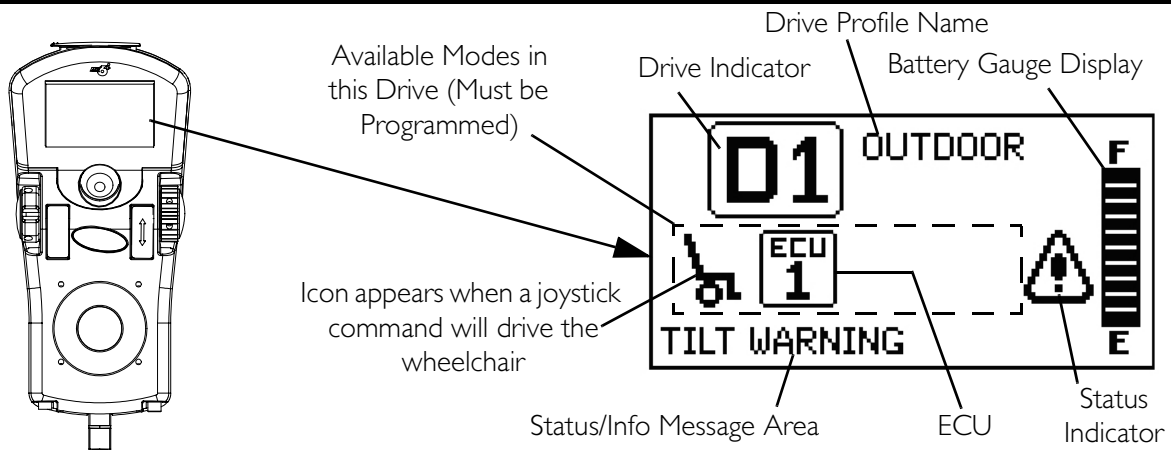 Drive Profile Name
Available Modes in
this Drive (Must be
Programmed)
Drive Indicator
Battery Gauge Display
D1
OUTDOOR
F
ECU
1
Icon appears when a joystick
command will drive the
wheelchair
TILT WARNING
E
Status/Info Message Area
ECU
Status
Indicator